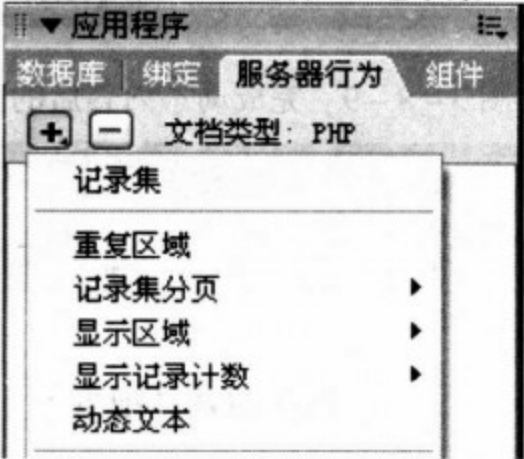 应用程序
数据库 绑定 服务器行为 组件
文档类型: PHP
记录集
重复区域
记录集分页
显示区域
显示记录计数
动态文本